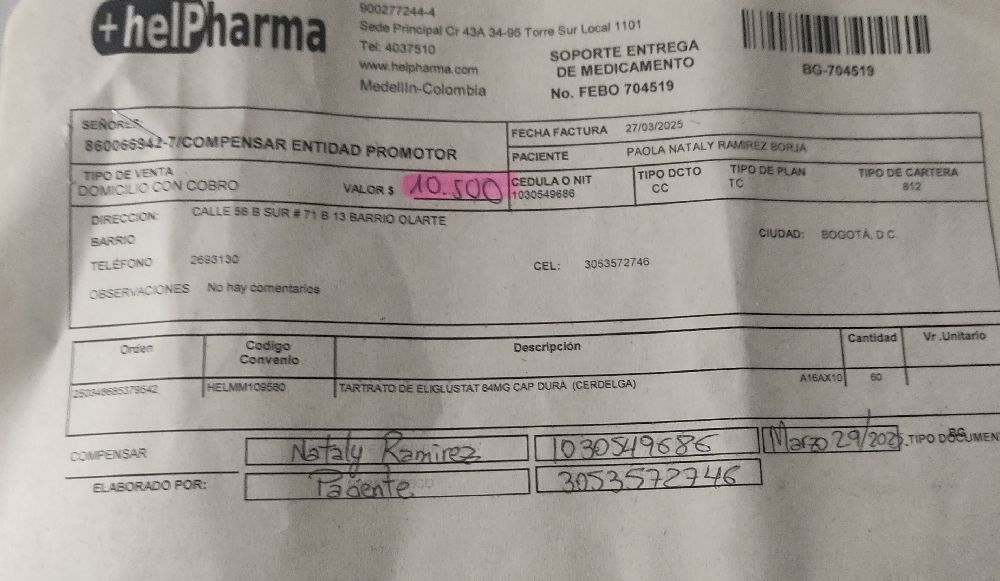 +helPharma
900277244-4
Sede Principal Cr 43A 34-95 Torre Sur Local 1101
Tel: 4037510
www.helpharma.com
Medellin-Colombia
SOPORTE ENTREGA
DE MEDICAMENTO
No. FEBO 704519
BG-704519
SEÑORES:
860066942-7/COMPENSAR ENTIDAD PROMOTOR
FECHA FACTURA 27/03/2025
PACIENTE PAOLA NATALY RAMIREZ BORJA
TIPO DE VENTA
DOMICILIO CON COBRO
VALOR $ 10.500
CEDULA O NIT
1030549686
TIPO DCTO
CC
TIPO DE PLAN
TC
TIPO DE CARTERA
812
DIRECCION: CALLE 56 B SUR # 71 B 13 BARRIO OLARTE
BARRIO
CIUDAD: BOGOTÁ, D.C.
TELÉFONO 2693130
CEL: 3053572746
OBSERVACIONES No hay comentarios
Orden Codigo Convenio Descripción Cantidad Vr .Unitario
HELMM109580 TARTRATO DE ELIGLUSTAT 84MG CAP DURA (CERDELGA) A16AX10 60
COMPENSAR Nataly Ramirez 1030549686 Marzo 29/202 .TIPO DOCUMEN
ELABORADO POR: Paciente 3053572746